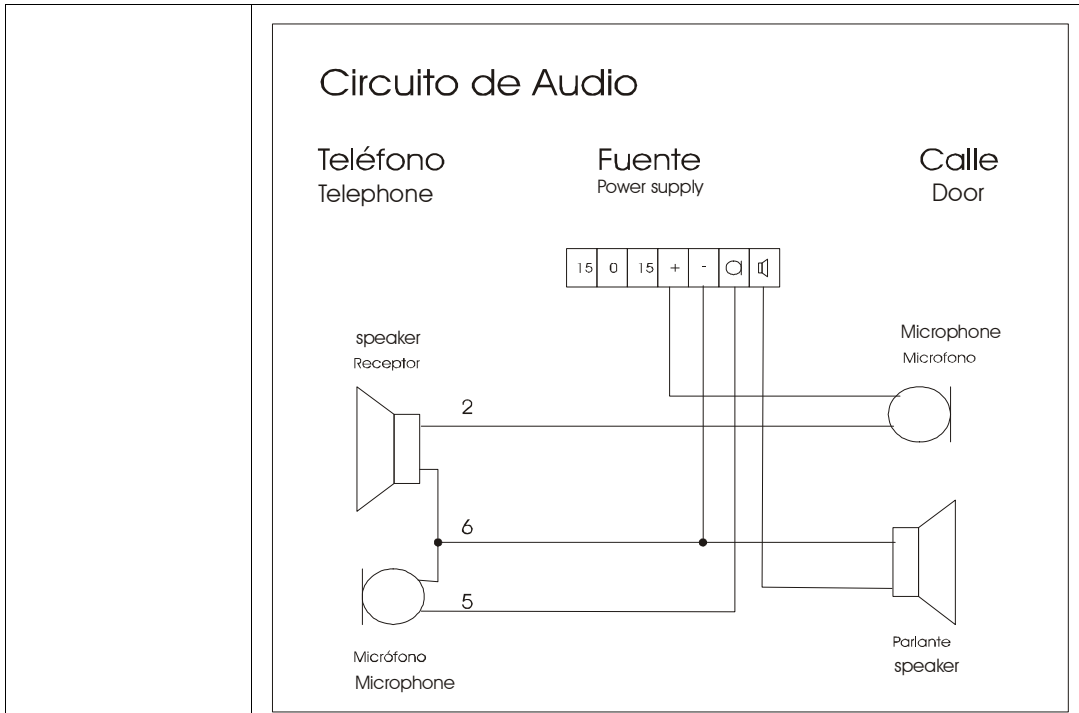 Circuito de Audio
Teléfono
Telephone
Fuente
Power supply
Calle
Door
15 0 15 + -
speaker
Receptor
Microphone
Microfono
2
6
5
Micrófono
Microphone
Parlante
speaker